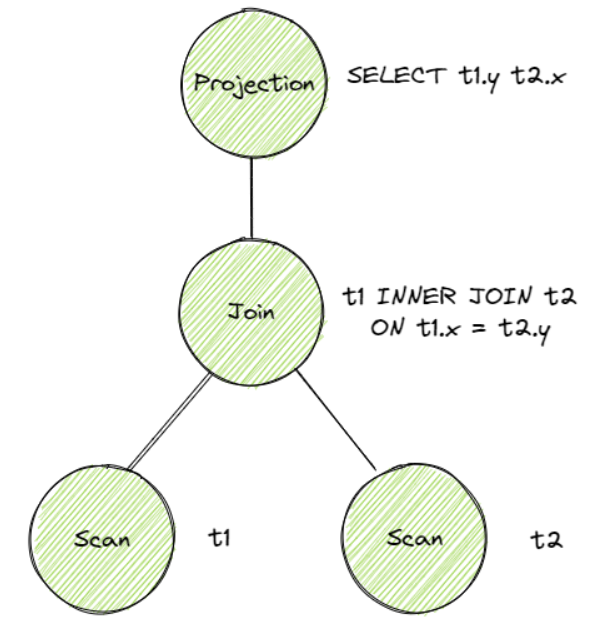 Projection
SELECT t1.y t2.x
Join
t1 INNER JOIN t2
ON t1.x = t2.y
Scan
t1
Scan
t2